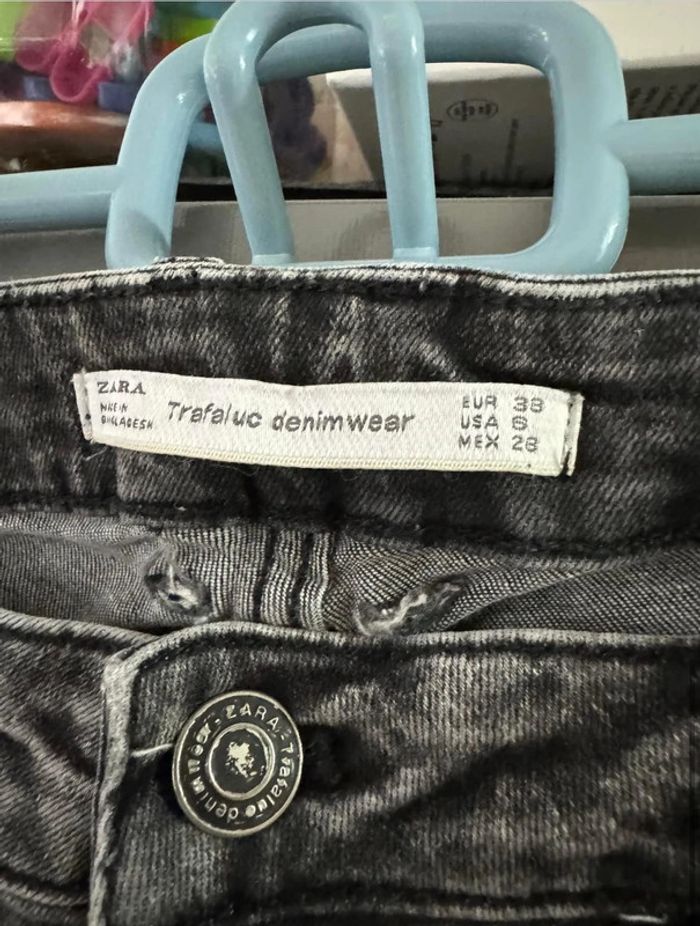 ZARA
MADE IN
BANGLADESH
Trafaluc denimwear
EUR 38
USA 6
MEX 28
· ZARA · Trafaluc denimwear